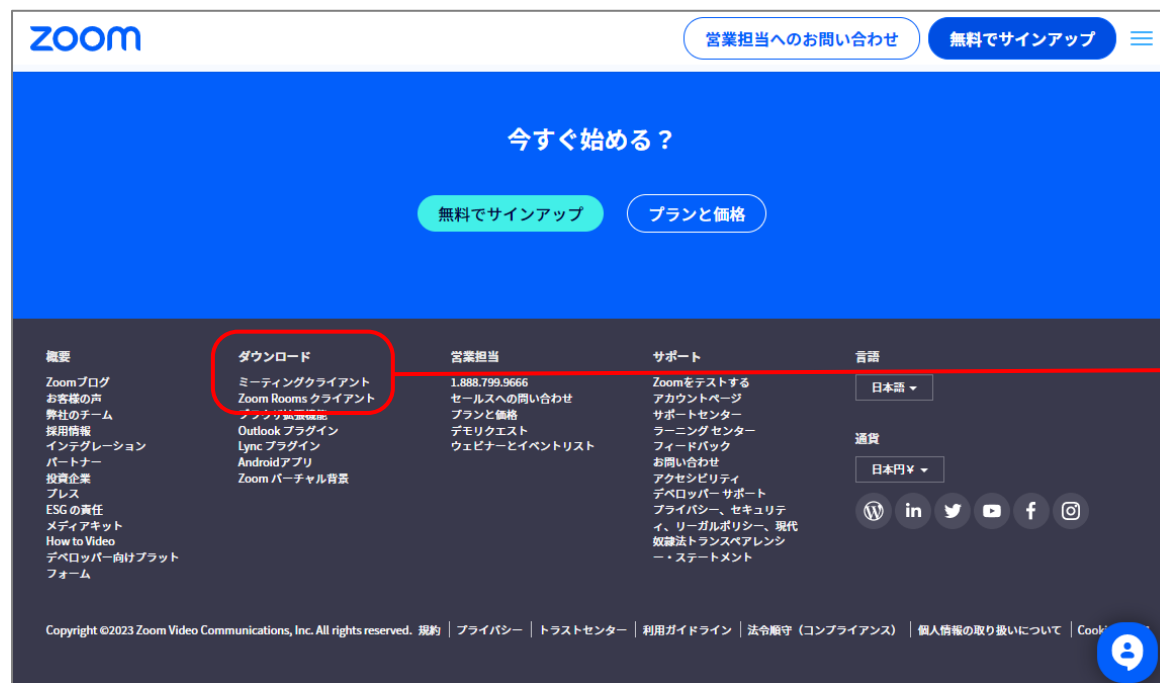 zoom
営業担当へのお問い合わせ
無料でサインアップ
今すぐ始める？
無料でサインアップ
プランと価格
概要
Zoomブログ
お客様の声
弊社のチーム
採用情報
インテグレーション
パートナー
投資企業
プレス
ESG の責任
メディアキット
How to Video
デベロッパー向けプラット
フォーム
ダウンロード
ミーティングクライアント
Zoom Rooms クライアント
ブラウザ拡張機能
Outlook プラグイン
Lync プラグイン
Androidアプリ
Zoom バーチャル背景
営業担当
1.888.799.9666
セールスへの問い合わせ
プランと価格
デモリクエスト
ウェビナーとイベントリスト
サポート
Zoomをテストする
アカウントページ
サポートセンター
ラーニング センター
フィードバック
お問い合わせ
アクセシビリティ
デベロッパー サポート
プライバシー、セキュリテ
ィ、リーガルポリシー、現代
奴隷法トランスペアレンシ
ー・ステートメント
言語
日本語
通貨
日本円¥
Copyright ©2023 Zoom Video Communications, Inc. All rights reserved. 規約 | プライバシー | トラストセンター | 利用ガイドライン | 法令順守（コンプライアンス） | 個人情報の取り扱いについて